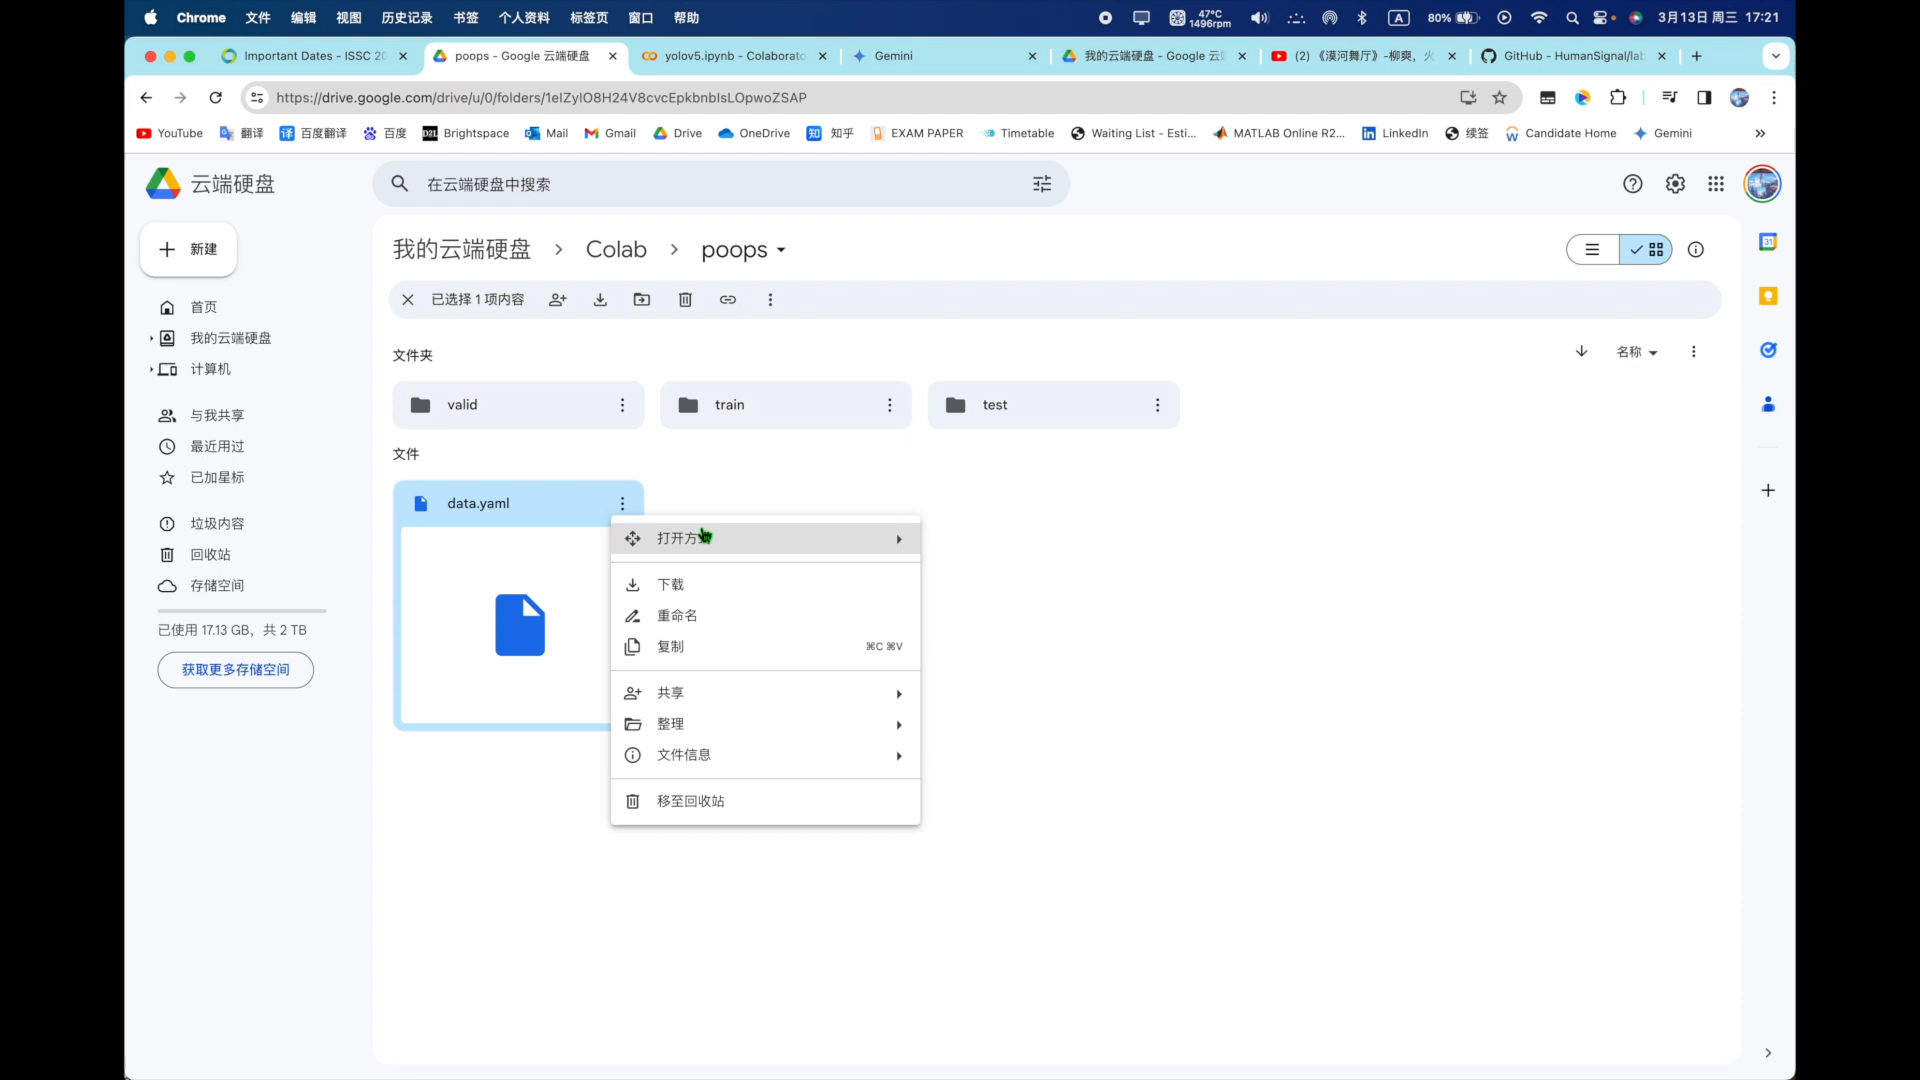 Chrome 文件 编辑 视图 历史记录 书签 个人资料 标签页 窗口 帮助 47°C 1496rpm A 80% 3月13日 周三 17:21
Important Dates - ISSC 20 poops - Google 云端硬盘 yolov5.ipynb - Colaborato Gemini 我的云端硬盘 - Google 云 (2) 《漠河舞厅》-柳爽，火 GitHub - HumanSignal/lab
https://drive.google.com/drive/u/0/folders/1eIZyIO8H24V8cvcEpkbnbIsLOpwoZSAP
YouTube 翻译 译 百度翻译 百度 D2L Brightspace Mail Gmail Drive OneDrive 知 知乎 EXAM PAPER Timetable Waiting List - Esti... MATLAB Online R2... in LinkedIn 续签 Candidate Home Gemini
云端硬盘
在云端硬盘中搜索
新建
我的云端硬盘 › Colab › poops
已选择 1 项内容
31
首页
我的云端硬盘
计算机
与我共享
最近用过
已加星标
垃圾内容
回收站
存储空间
已使用 17.13 GB，共 2 TB
获取更多存储空间
文件夹
名称
valid
train
test
文件
data.yaml
打开方
下载
重命名
复制 ⌘C ⌘V
共享
整理
文件信息
移至回收站